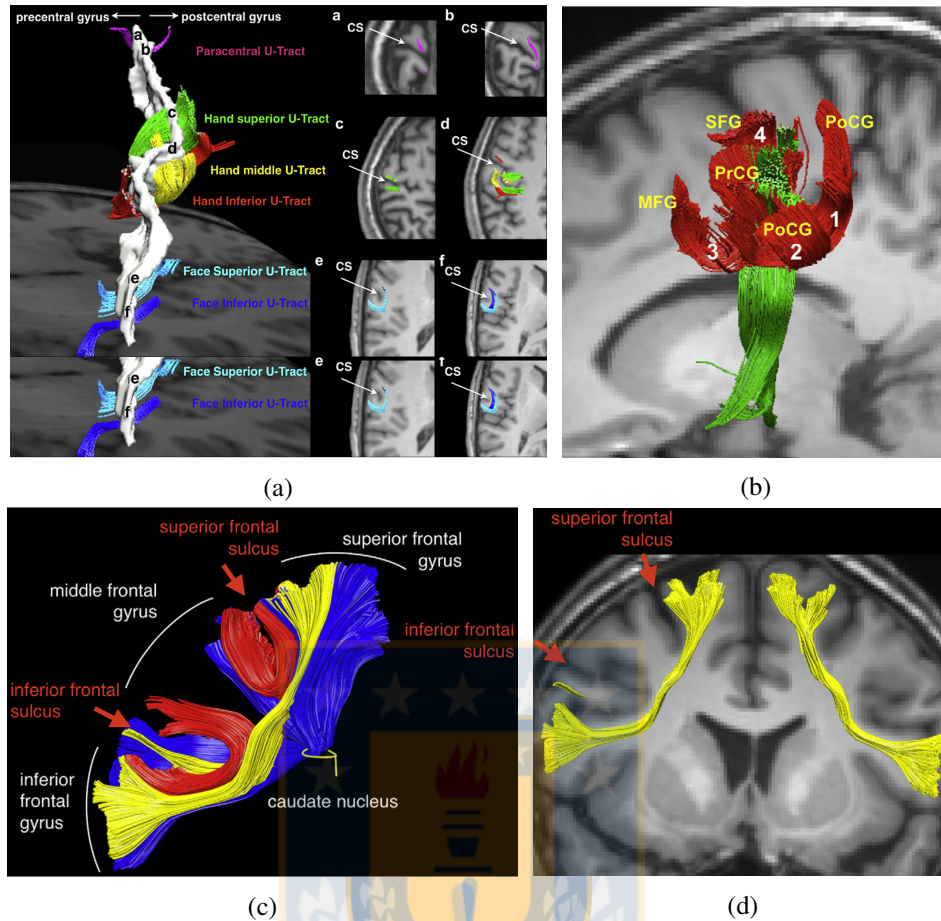 precentral gyrus
postcentral gyrus
a
b
Paracentral U-Tract
c
Hand superior U-Tract
d
Hand middle U-Tract
Hand Inferior U-Tract
e
Face Superior U-Tract
f
Face Inferior U-Tract
e
Face Superior U-Tract
f
Face Inferior U-Tract
a
CS
b
CS
c
CS
d
CS
e
CS
f
CS
e
CS
f
CS
(a)
SFG
4
PoCG
PrCG
MFG
1
PoCG
3
2
(b)
superior frontal
sulcus
superior frontal
gyrus
middle frontal
gyrus
inferior frontal
sulcus
inferior
frontal
gyrus
caudate nucleus
(c)
superior frontal
sulcus
inferior frontal
sulcus
(d)